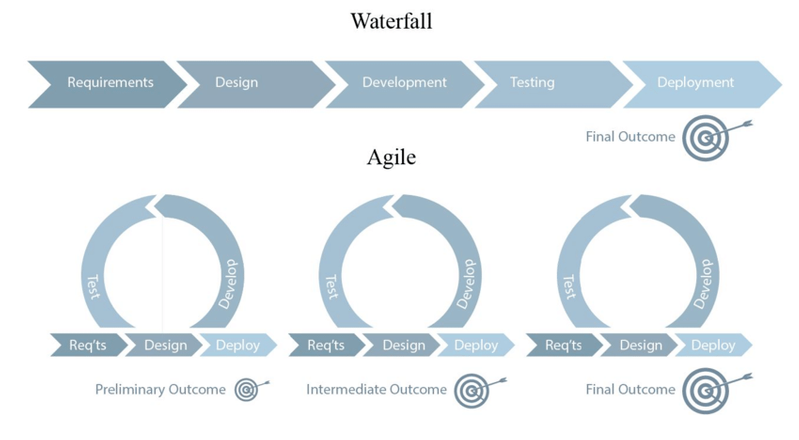 Waterfall
Requirements Design Development Testing Deployment
Final Outcome
Agile
Test Develop Test Develop Test Develop
Req'ts Design Deploy Req'ts Design Deploy Req'ts Design Deploy
Preliminary Outcome Intermediate Outcome Final Outcome